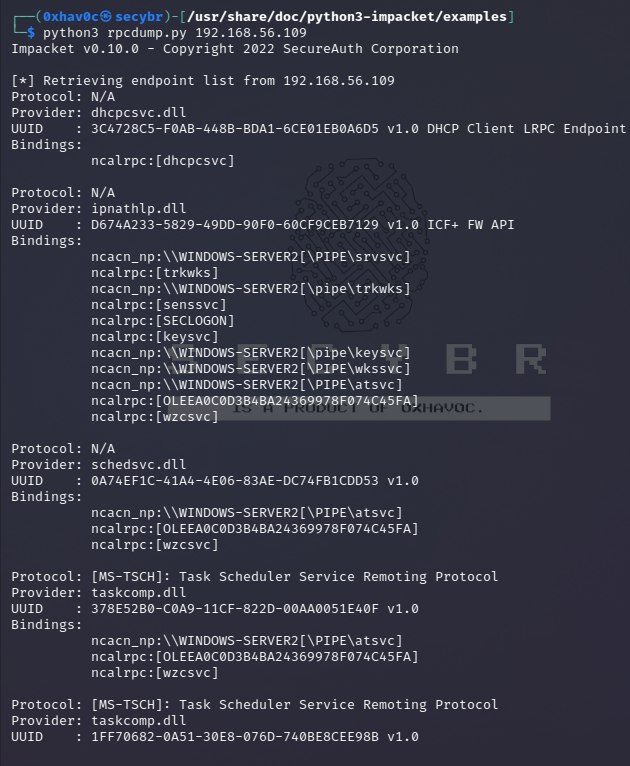 ┌──(0xhav0c㉿secybr)-[/usr/share/doc/python3-impacket/examples]
└─$ python3 rpcdump.py 192.168.56.109
Impacket v0.10.0 - Copyright 2022 SecureAuth Corporation
[*] Retrieving endpoint list from 192.168.56.109
Protocol: N/A
Provider: dhcpcsvc.dll
UUID    : 3C4728C5-F0AB-448B-BDA1-6CE01EB0A6D5 v1.0 DHCP Client LRPC Endpoint
Bindings:
ncalrpc:[dhcpcsvc]
Protocol: N/A
Provider: ipnathlp.dll
UUID    : D674A233-5829-49DD-90F0-60CF9CEB7129 v1.0 ICF+ FW API
Bindings:
ncacn_np:\\WINDOWS-SERVER2[\PIPE\srvsvc]
ncalrpc:[trkwks]
ncacn_np:\\WINDOWS-SERVER2[\pipe\trkwks]
ncalrpc:[senssvc]
ncalrpc:[SECLOGON]
ncalrpc:[keysvc]
ncacn_np:\\WINDOWS-SERVER2[\pipe\keysvc]
ncacn_np:\\WINDOWS-SERVER2[\PIPE\wkssvc]
ncacn_np:\\WINDOWS-SERVER2[\PIPE\atsvc]
ncalrpc:[OLEEA0C0D3B4BA24369978F074C45FA]
ncalrpc:[wzcsvc]
S E C Y B R
IS A PRODUCT OF 0XHAVOC.
Protocol: N/A
Provider: schedsvc.dll
UUID    : 0A74EF1C-41A4-4E06-83AE-DC74FB1CDD53 v1.0
Bindings:
ncacn_np:\\WINDOWS-SERVER2[\PIPE\atsvc]
ncalrpc:[OLEEA0C0D3B4BA24369978F074C45FA]
ncalrpc:[wzcsvc]
Protocol: [MS-TSCH]: Task Scheduler Service Remoting Protocol
Provider: taskcomp.dll
UUID    : 378E52B0-C0A9-11CF-822D-00AA0051E40F v1.0
Bindings:
ncacn_np:\\WINDOWS-SERVER2[\PIPE\atsvc]
ncalrpc:[OLEEA0C0D3B4BA24369978F074C45FA]
ncalrpc:[wzcsvc]
Protocol: [MS-TSCH]: Task Scheduler Service Remoting Protocol
Provider: taskcomp.dll
UUID    : 1FF70682-0A51-30E8-076D-740BE8CEE98B v1.0